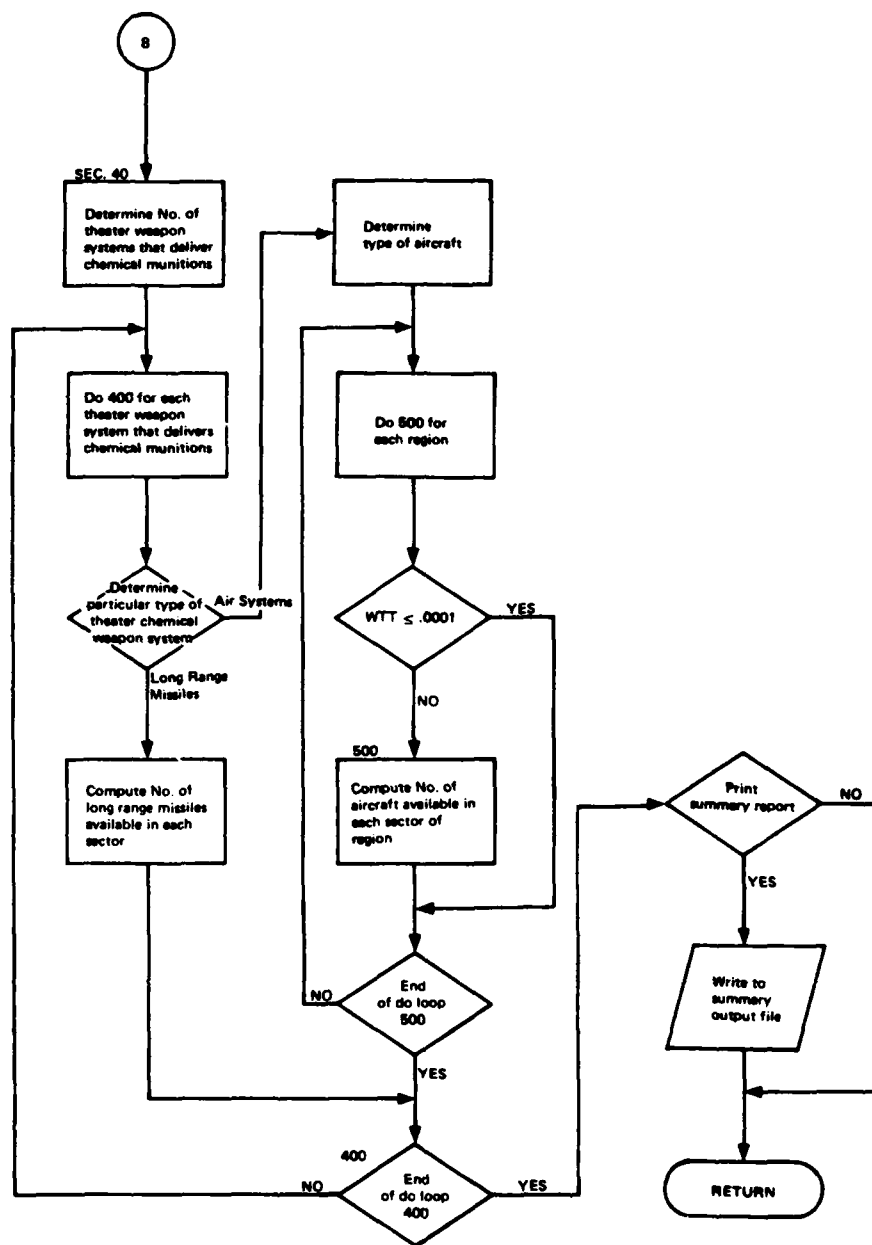 8
SEC. 40
Determine No. of
theater weapon
systems that deliver
chemical munitions
Do 400 for each
theater weapon
system that delivers
chemical munitions
Determine
particular type of
theater chemical
weapon system
Air Systems
Long Range
Missiles
Compute No. of
long range missiles
available in each
sector
Determine
type of aircraft
Do 500 for
each region
WTT ≤ .0001
YES
NO
500
Compute No. of
aircraft available in
each sector of
region
End
of do loop
500
NO
YES
400
End
of do loop
400
NO
YES
Print
summary report
NO
YES
Write to
summary
output file
RETURN